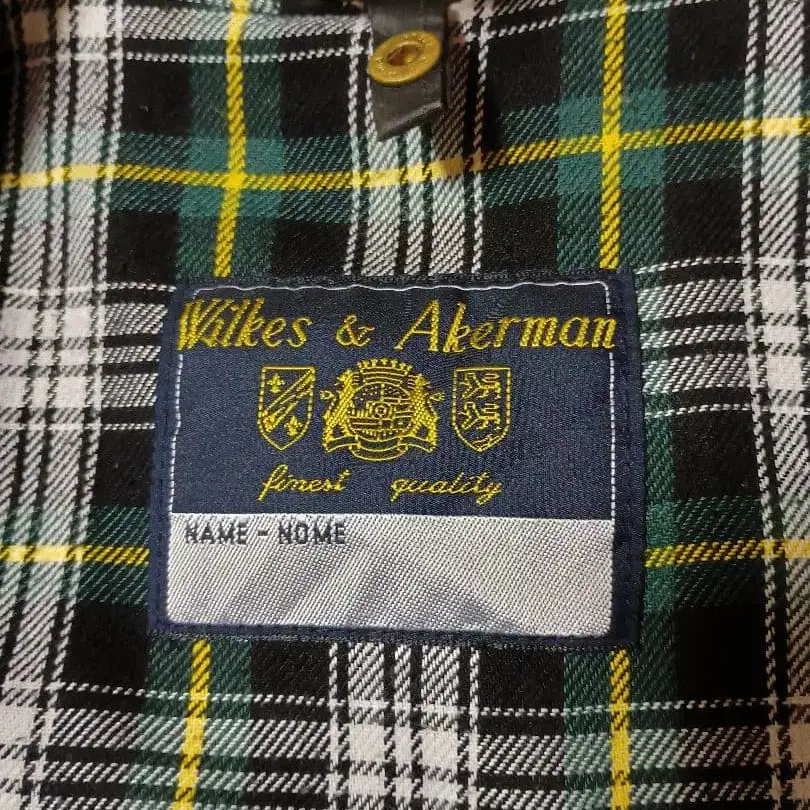 Wilkes & Akerman
finest quality
NAME - NOME